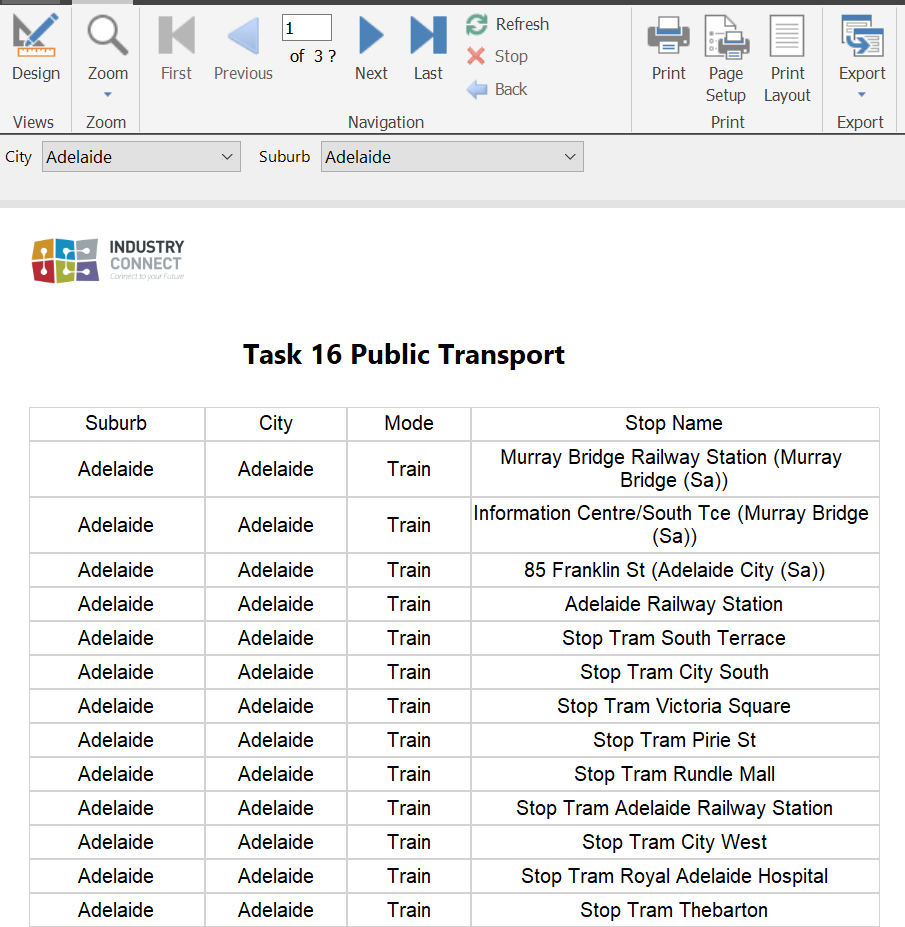 Design
Zoom
First
Previous
1
of 3 ?
Next
Last
Refresh
Stop
Back
Print
Page Setup
Print Layout
Export
Views
Zoom
Navigation
Print
Export
City Adelaide Suburb Adelaide
INDUSTRY
CONNECT
Connect to your Future
Task 16 Public Transport
Suburb City Mode Stop Name
Adelaide Adelaide Train Murray Bridge Railway Station (Murray
Bridge (Sa))
Adelaide Adelaide Train Information Centre/South Tce (Murray Bridge
(Sa))
Adelaide Adelaide Train 85 Franklin St (Adelaide City (Sa))
Adelaide Adelaide Train Adelaide Railway Station
Adelaide Adelaide Train Stop Tram South Terrace
Adelaide Adelaide Train Stop Tram City South
Adelaide Adelaide Train Stop Tram Victoria Square
Adelaide Adelaide Train Stop Tram Pirie St
Adelaide Adelaide Train Stop Tram Rundle Mall
Adelaide Adelaide Train Stop Tram Adelaide Railway Station
Adelaide Adelaide Train Stop Tram City West
Adelaide Adelaide Train Stop Tram Royal Adelaide Hospital
Adelaide Adelaide Train Stop Tram Thebarton